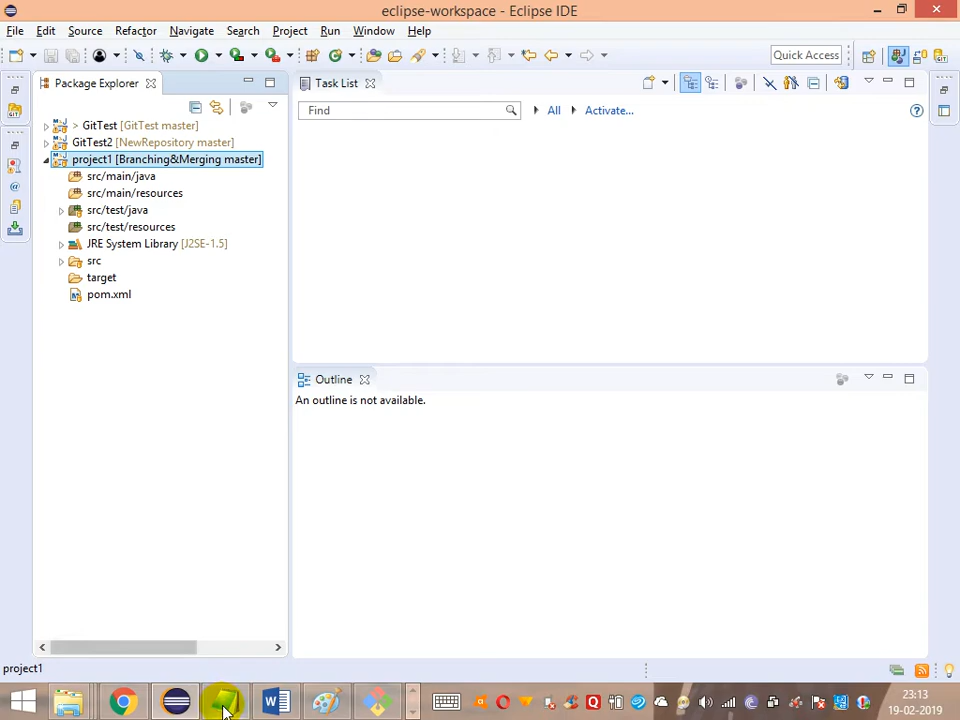 eclipse-workspace - Eclipse IDE
File Edit Source Refactor Navigate Search Project Run Window Help
Quick Access
Package Explorer
Task List
Find
All
Activate...
> GitTest [GitTest master]
GitTest2 [NewRepository master]
project1 [Branching&Merging master]
src/main/java
src/main/resources
src/test/java
src/test/resources
JRE System Library [J2SE-1.5]
src
target
pom.xml
Outline
An outline is not available.
project1
23:13
19-02-2019